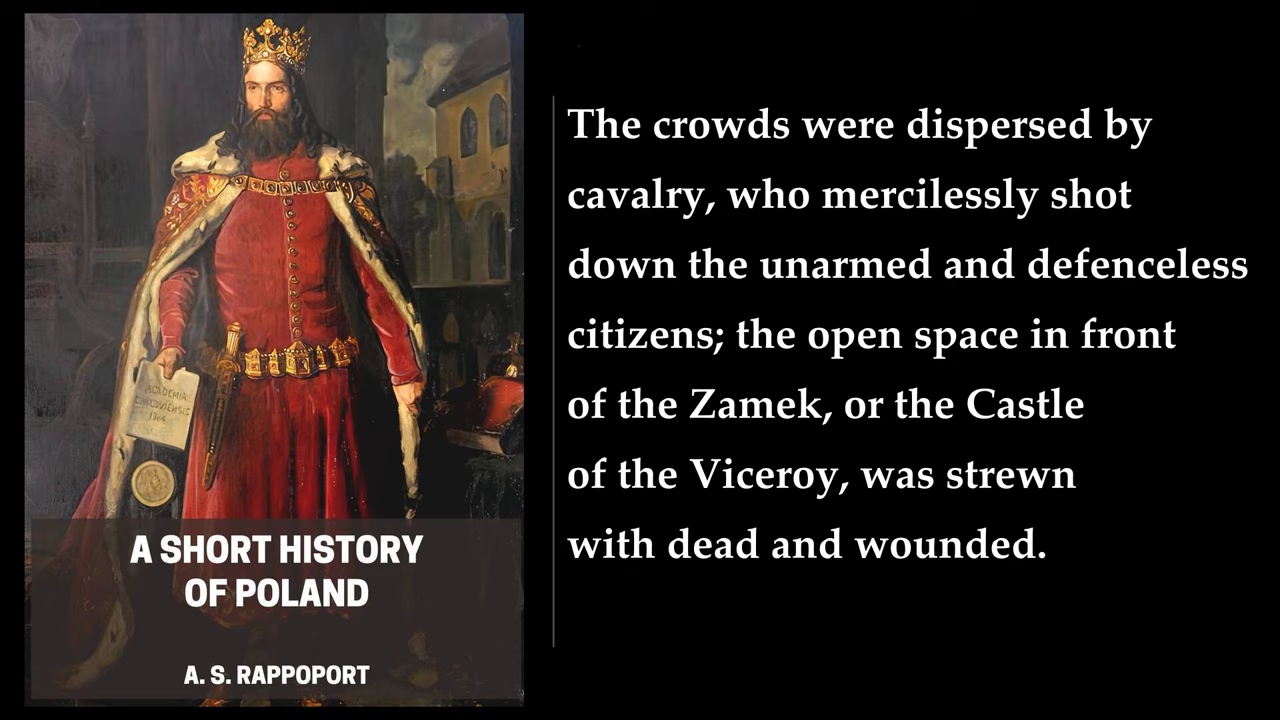 ACADEMIA
A SHORT HISTORY
OF POLAND
A. S. RAPPOPORT
The crowds were dispersed by
cavalry, who mercilessly shot
down the unarmed and defenceless
citizens; the open space in front
of the Zamek, or the Castle
of the Viceroy, was strewn
with dead and wounded.